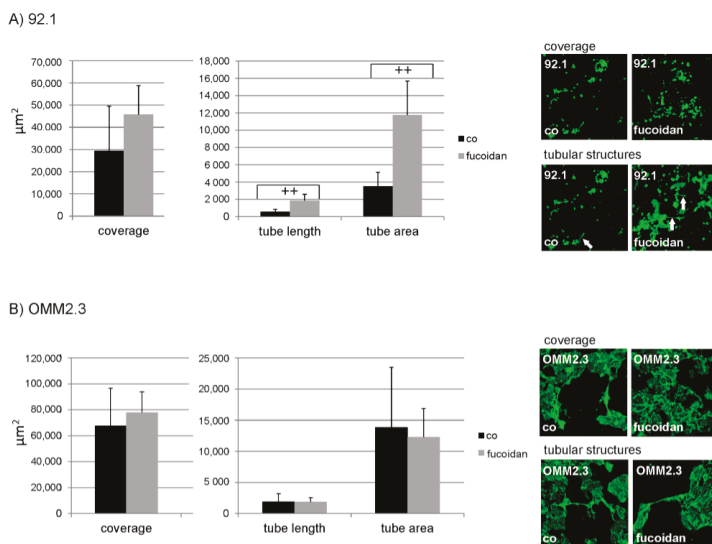 A) 92.1
70,000
60,000
50,000
40,000
30,000
20,000
10,000
0
µm2
coverage
18,000
16,000
14,000
12,000
10,000
8 000
6 000
4 000
2 000
0
++
++
tube length
tube area
co
fucoidan
coverage
92.1
co
92.1
fucoidan
tubular structures
92.1
co
92.1
fucoidan
B) OMM2.3
120,000
100,000
80,000
60,000
40,000
20,000
0
µm2
coverage
25,000
20,000
15,000
10,000
5 000
0
tube length
tube area
co
fucoidan
coverage
OMM2.3
co
OMM2.3
fucoidan
tubular structures
OMM2.3
co
OMM2.3
fucoidan